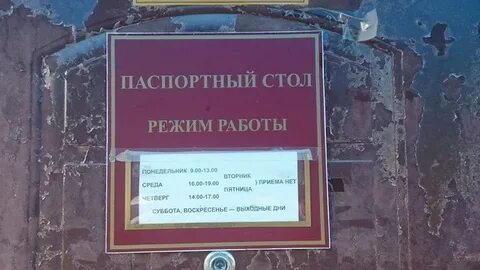 ПАСПОРТНЫЙ СТОЛ
РЕЖИМ РАБОТЫ
ПОНЕДЕЛЬНИК 9.00-13.00
ВТОРНИК
СРЕДА 16.00-19.00
) ПРИЕМА НЕТ
ПЯТНИЦА
ЧЕТВЕРГ 14.00-17.00
СУББОТА, ВОСКРЕСЕНЬЕ — ВЫХОДНЫЕ ДНИ